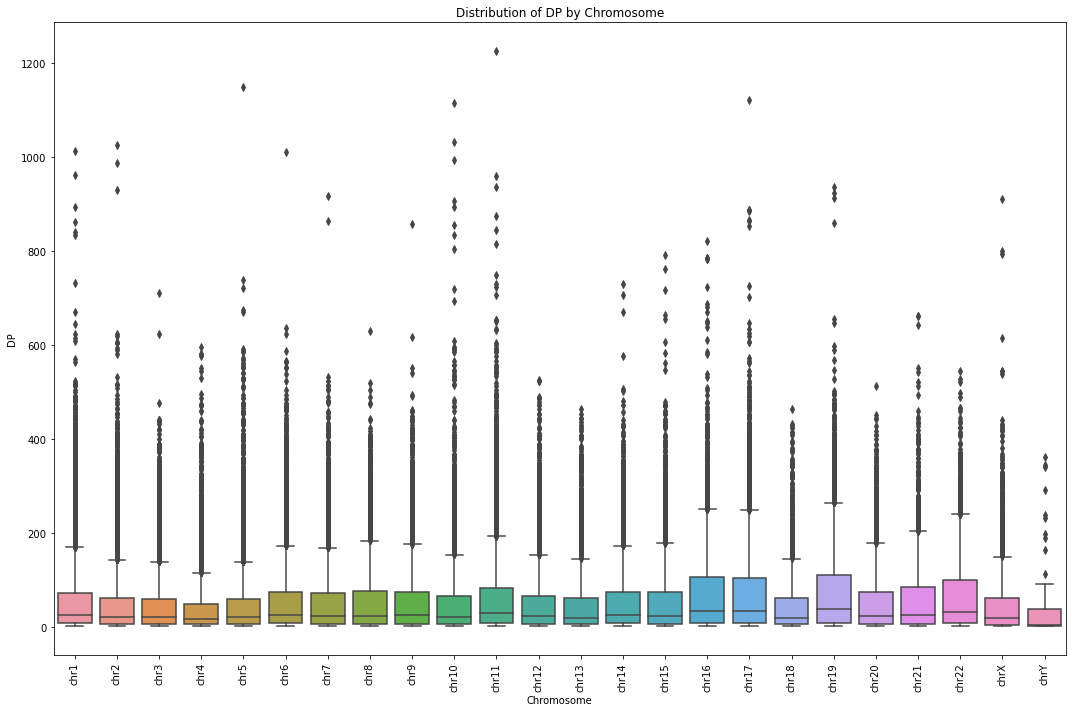 Distribution of DP by Chromosome
1200
1000
800
600
400
200
0
DP
chr1 chr2 chr3 chr4 chr5 chr6 chr7 chr8 chr9 chr10 chr11 chr12 chr13 chr14 chr15 chr16 chr17 chr18 chr19 chr20 chr21 chr22 chrX chrY
Chromosome